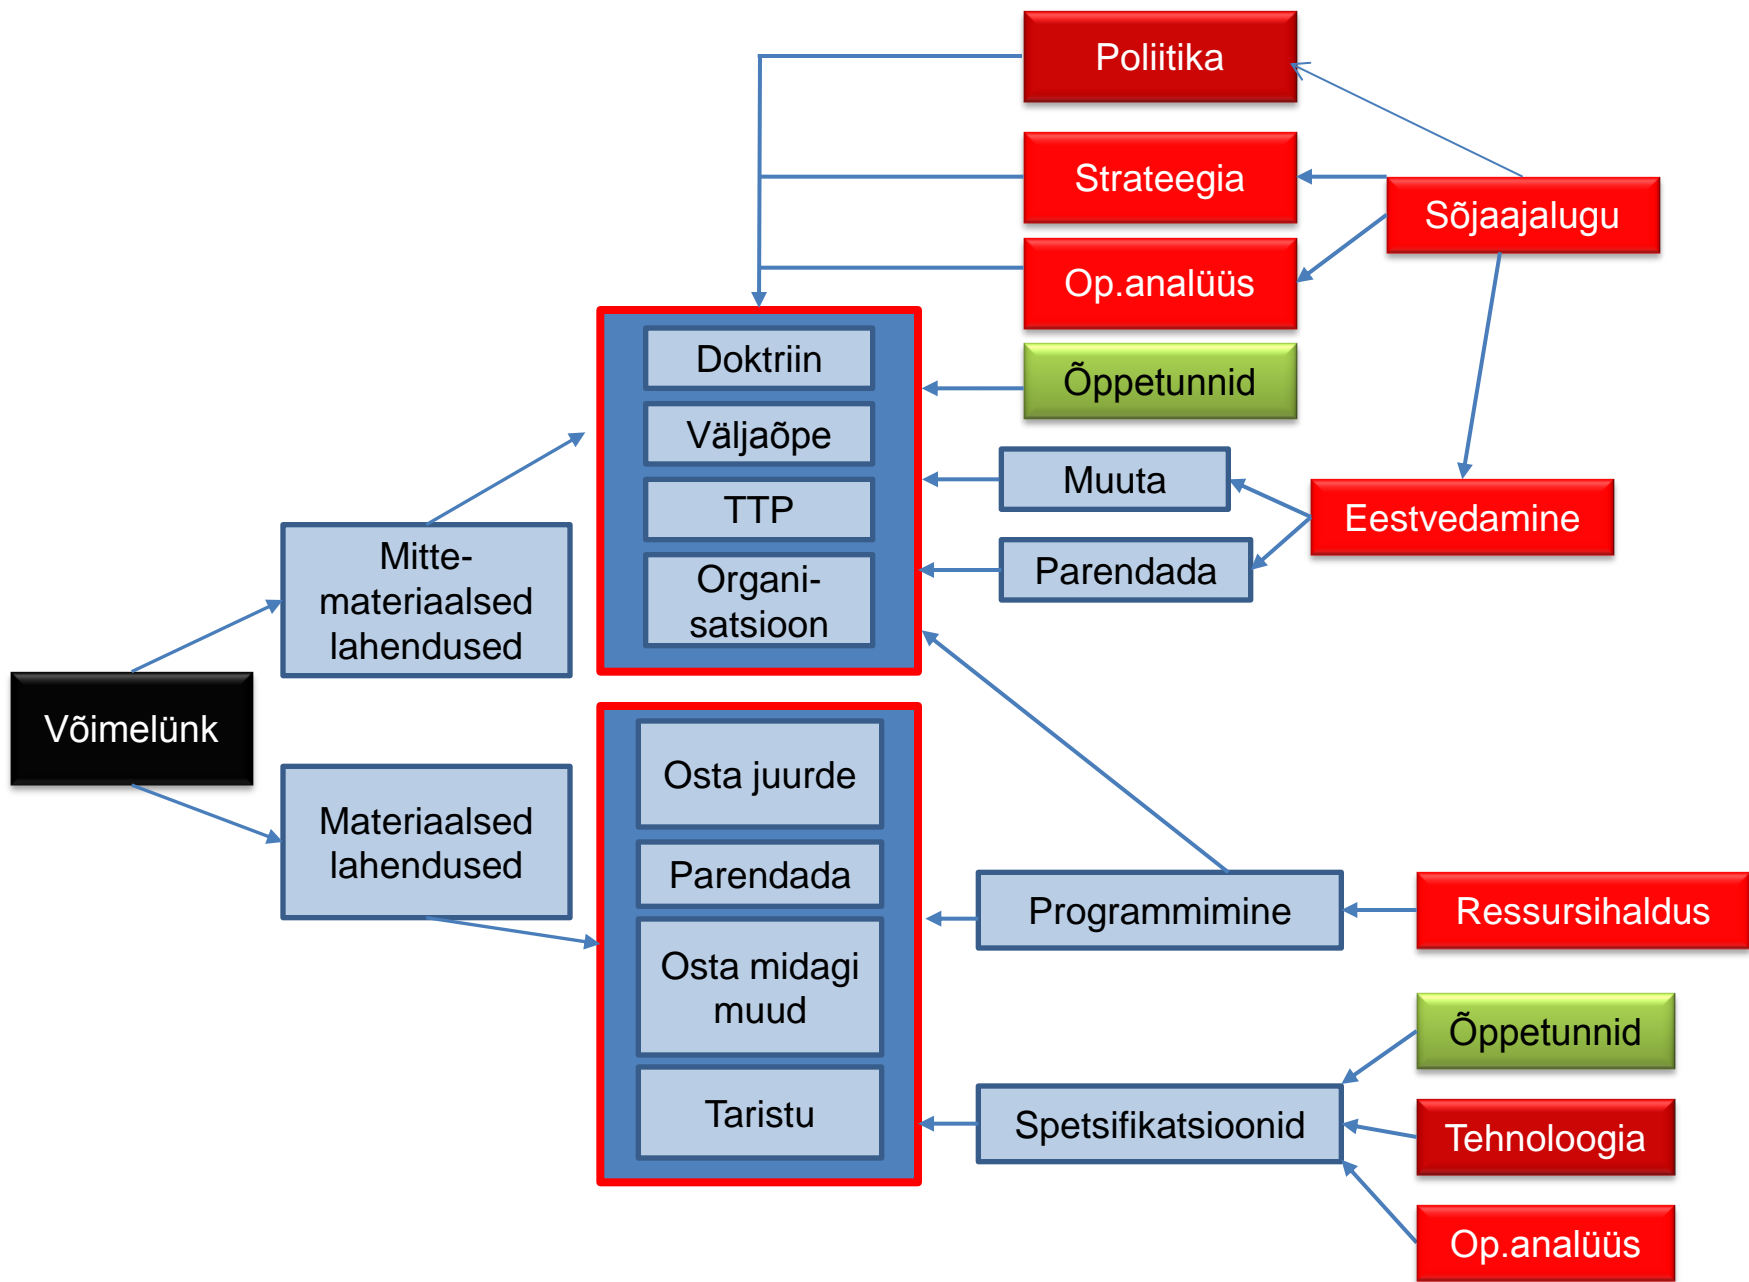 Poliitika
Strateegia
Sõjaajalugu
Op.analüüs
Doktriin
Õppetunnid
Väljaõpe
Muuta
TTP
Eestvedamine
Mitte-
materiaalsed
lahendused
Organi-
satsioon
Parendada
Võimelünk
Osta juurde
Materiaalsed
lahendused
Parendada
Programmimine
Ressursihaldus
Osta midagi
muud
Õppetunnid
Taristu
Spetsifikatsioonid
Tehnoloogia
Op.analüüs